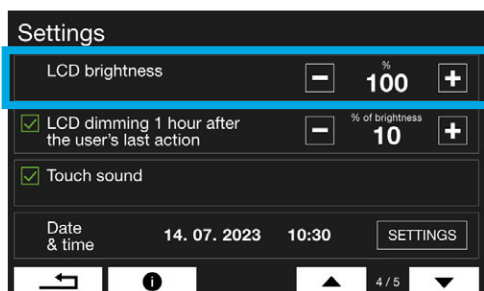 Settings
LCD brightness
%
100
LCD dimming 1 hour after
the user's last action
% of brightness
10
Touch sound
Date
& time
14. 07. 2023
10:30
SETTINGS
4 / 5